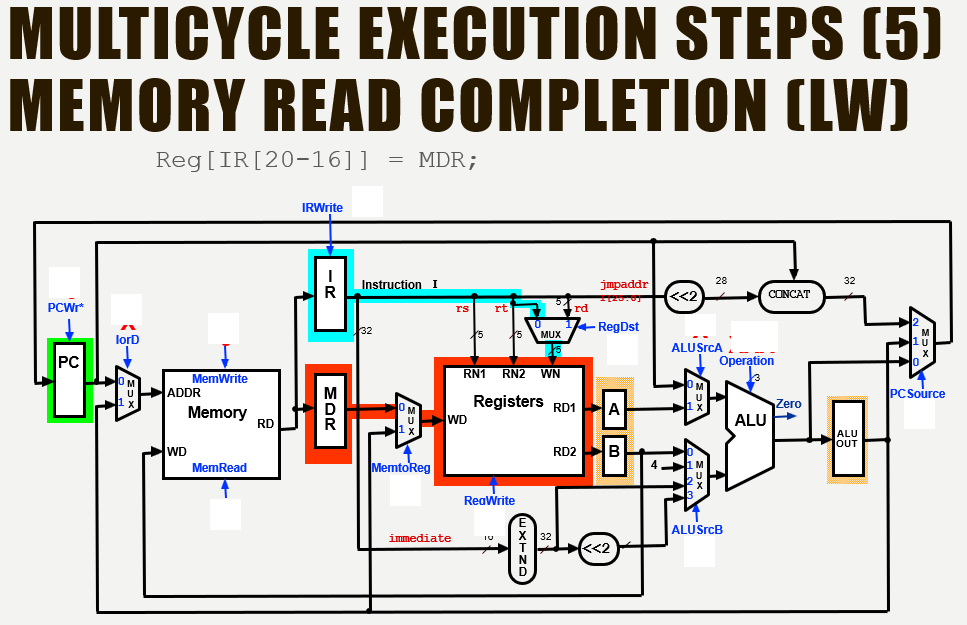 MULTICYCLE EXECUTION STEPS (5)
MEMORY READ COMPLETION (LW)
Reg[IR[20-16]] = MDR;
IRWrite
I
R
Instruction I
32
rs
rt
5
rd
5
5
jmpaddr
<<2
28
CONCAT
32
PCWr*
PC
IorD
0
1
M
U
X
MemWrite
ADDR
Memory
RD
WD
MemRead
M
D
R
0
1
M
U
X
MemtoReg
0
1
MUX
5
RegDst
RN1
RN2
WN
Registers
WD
RD1
RD2
RegWrite
A
B
4
ALUSrcA
0
1
M
U
X
0
1
2
3
M
U
X
ALUSrcB
Operation
3
ALU
Zero
ALU
OUT
2
1
0
M
U
X
PCSource
immediate
E
X
T
N
D
32
<<2